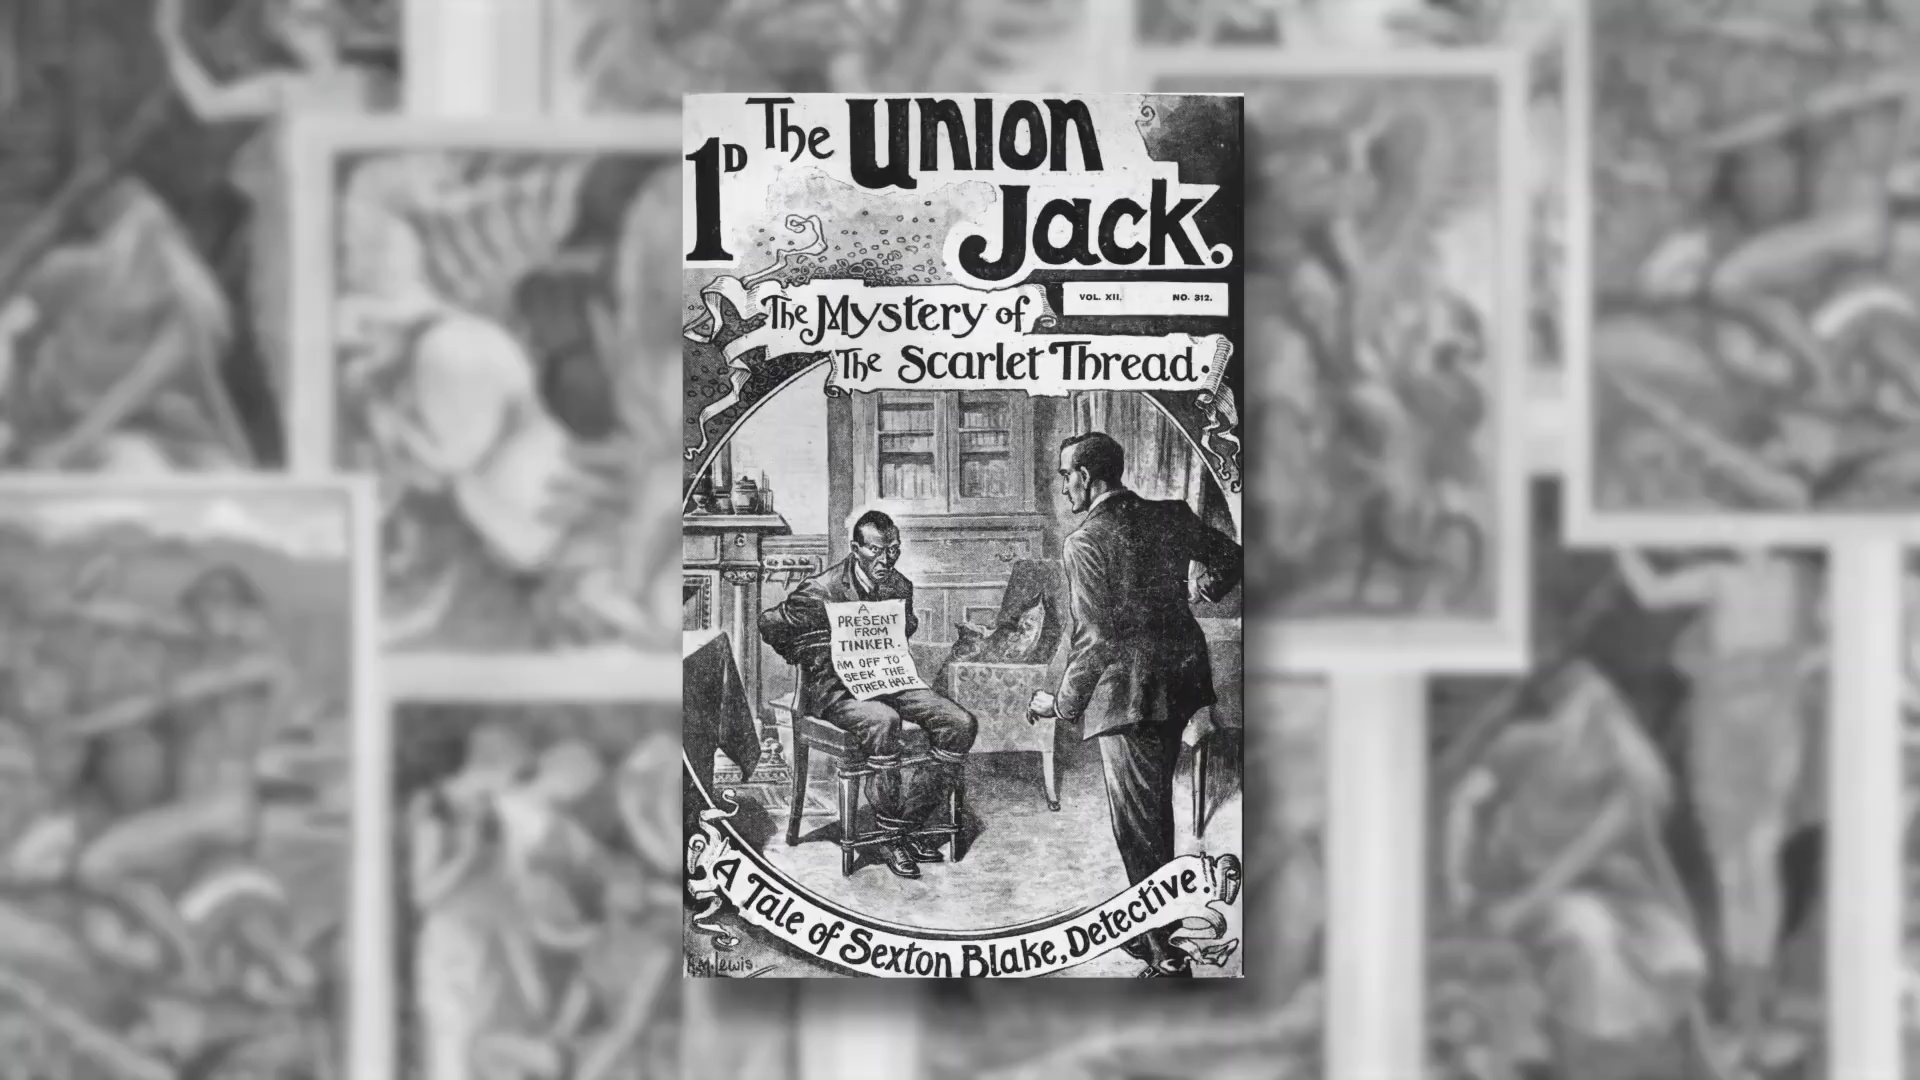 1D
The Union
Jack.
VOL. XII. NO. 312.
The Mystery of
The Scarlet Thread.
A
PRESENT
FROM
TINKER.
AM OFF TO
SEEK THE
OTHER HALF.
A Tale of Sexton Blake, Detective.
A.M. Lewis.